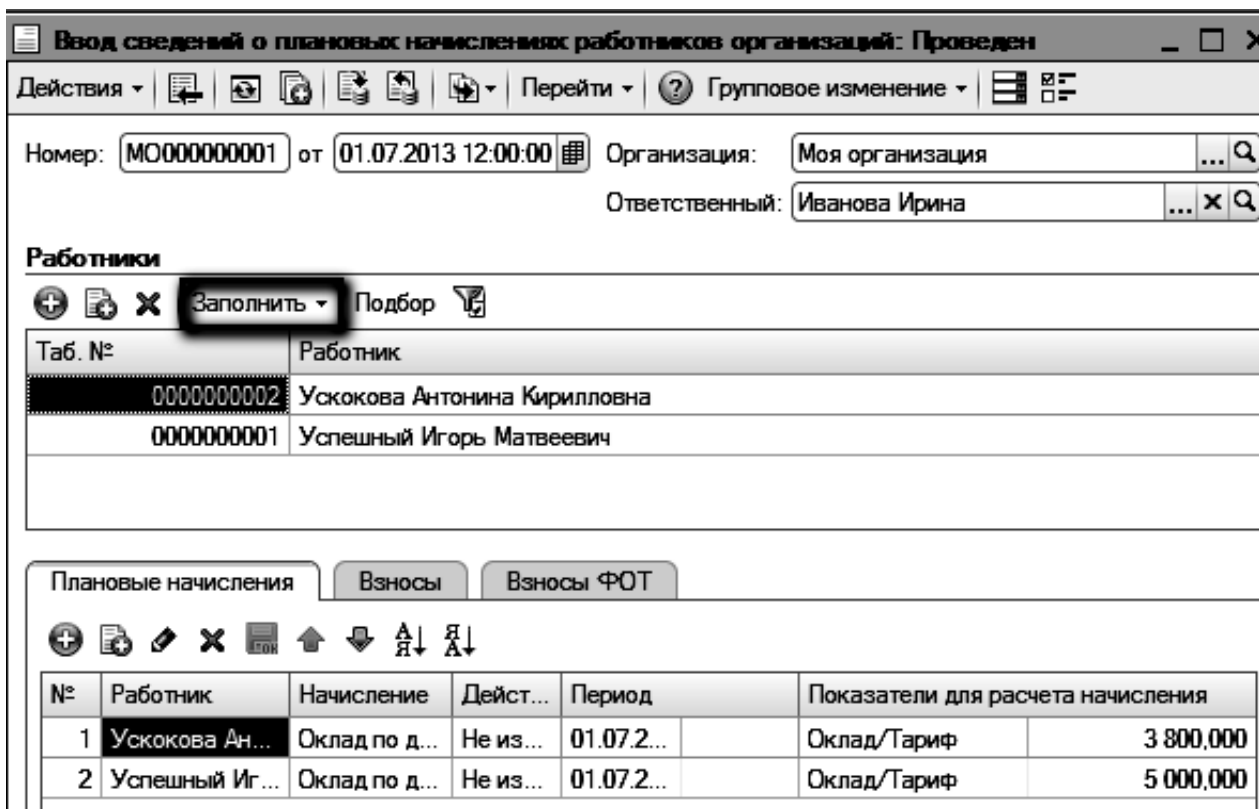 Ввод сведений о плановых начислениях работников организаций: Проведен
Действия Перейти Групповое изменение
Номер: МО000000001 от 01.07.2013 12:00:00 Организация: Моя организация ...
Ответственный: Иванова Ирина ...
Работники
Заполнить Подбор
Таб. № Работник
0000000002 Ускокова Антонина Кирилловна
0000000001 Успешный Игорь Матвеевич
Плановые начисления Взносы Взносы ФОТ
№ Работник Начисление Дейст... Период Показатели для расчета начисления
1 Ускокова Ан... Оклад по д... Не из... 01.07.2... Оклад/Тариф 3 800,000
2 Успешный Иг... Оклад по д... Не из... 01.07.2... Оклад/Тариф 5 000,000